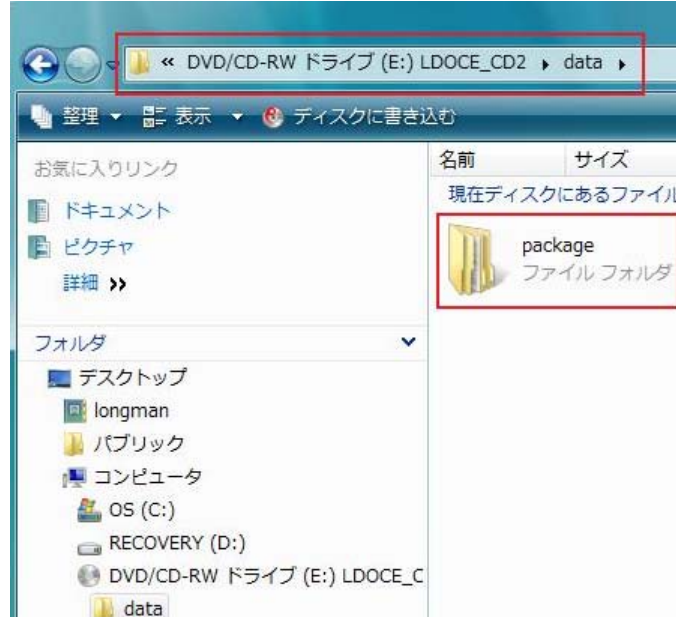 « DVD/CD-RW ドライブ (E:) LDOCE_CD2 ▸ data ▸
整理 ▼ 表示 ▼ ディスクに書き込む
お気に入りリンク
ドキュメント
ピクチャ
詳細 »
フォルダ
デスクトップ
longman
パブリック
コンピュータ
OS (C:)
RECOVERY (D:)
DVD/CD-RW ドライブ (E:) LDOCE_C
data
名前 サイズ
現在ディスクにあるファイル
package
ファイル フォルダ